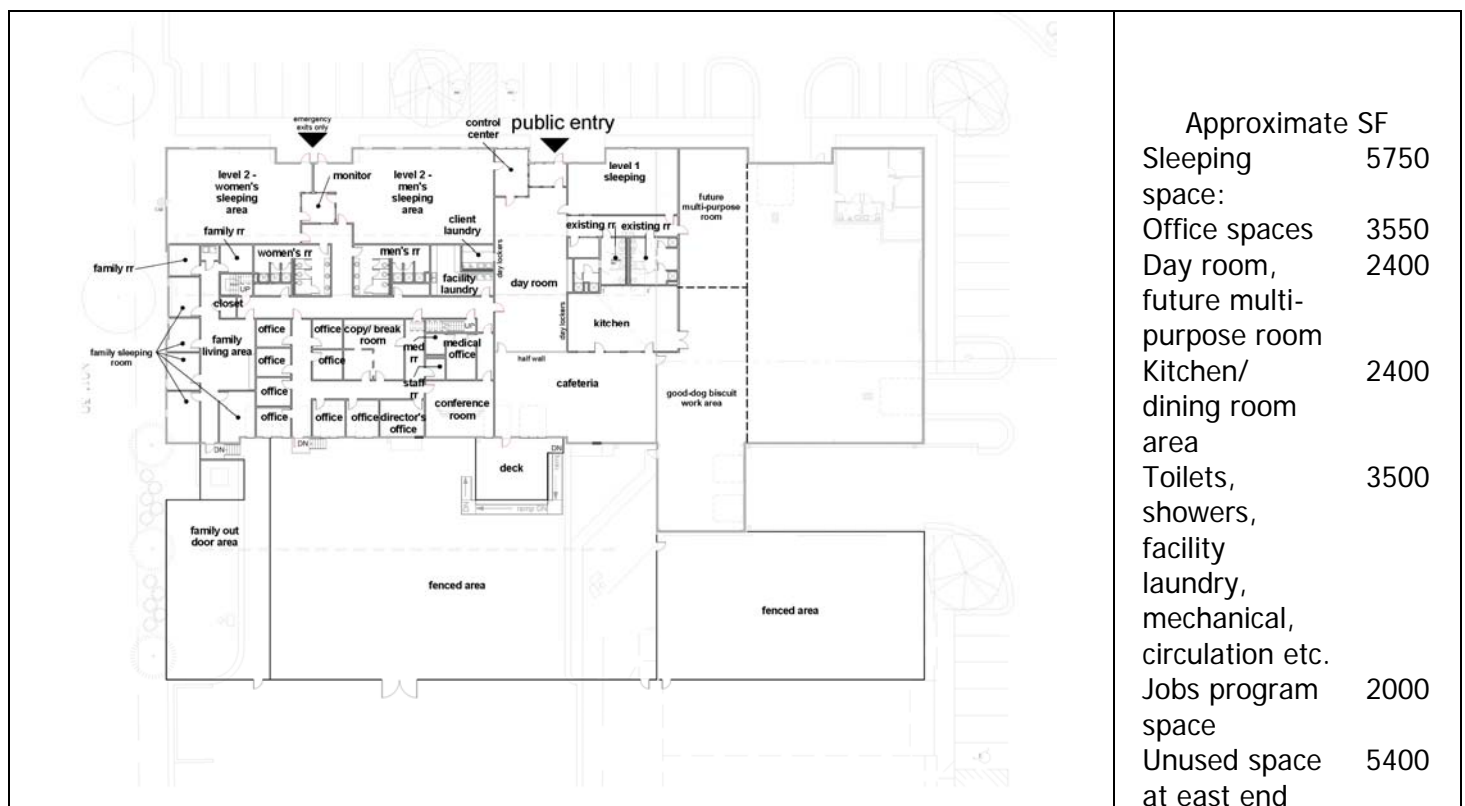 emergency
exits only
control
center
public entry
level 2 -
women's
sleeping
area
monitor
level 2 -
men's
sleeping
area
level 1
sleeping
future
multi-purpose
room
client
laundry
family rr
women's rr
men's rr
existing rr
existing rr
family rr
day lockers
UP
facility
laundry
day room
closet
day lockers
kitchen
office
office
copy/ break
room
UP
family
living area
med
rr
medical
office
family sleeping
room
office
office
half wall
staff
rr
cafeteria
office
good-dog biscuit
work area
conference
room
office
office
office
director's
office
DN
DN
DN
deck
DN
ramp DN
family out
door area
fenced area
fenced area
Approximate SF
Sleeping 5750
space:
Office spaces 3550
Day room, 2400
future multi-
purpose room
Kitchen/ 2400
dining room
area
Toilets, 3500
showers,
facility
laundry,
mechanical,
circulation etc.
Jobs program 2000
space
Unused space 5400
at east end